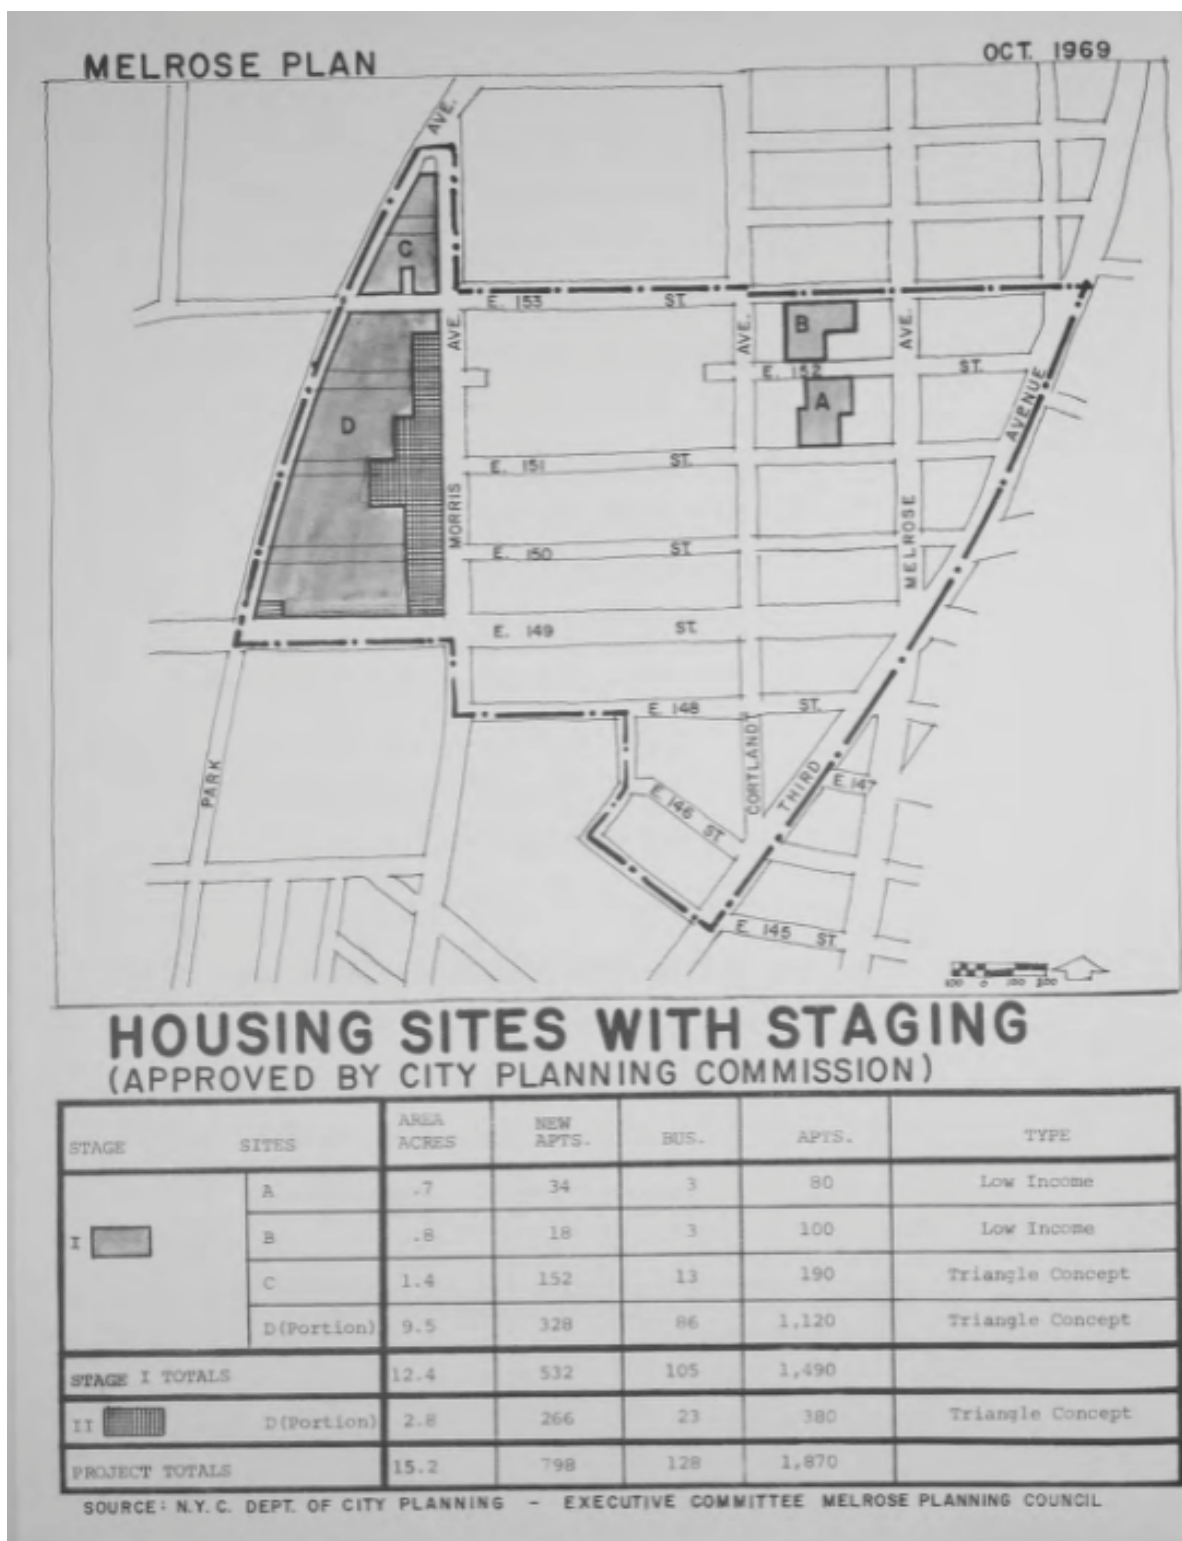 MELROSE PLAN
OCT. 1969
AVE.
C
E. 153 ST.
AVE.
AVE.
AVE.
B
E. 152 ST.
A
D
AVENUE
E. 151 ST.
MORRIS
MELROSE
E. 150 ST.
E. 149 ST.
E. 148 ST.
CORTLANDT
PARK
THIRD
E. 147
E. 146 ST.
E. 145 ST.
100 0 100 200
HOUSING SITES WITH STAGING
(APPROVED BY CITY PLANNING COMMISSION)
STAGE SITES AREA ACRES NEW APTS. BUS. APTS. TYPE
A .7 34 3 80 Low Income
I B .8 18 3 100 Low Income
C 1.4 152 13 190 Triangle Concept
D(Portion) 9.5 328 86 1,120 Triangle Concept
STAGE I TOTALS 12.4 532 105 1,490
II D(Portion) 2.8 266 23 380 Triangle Concept
PROJECT TOTALS 15.2 798 128 1,870
SOURCE: N.Y.C. DEPT. OF CITY PLANNING - EXECUTIVE COMMITTEE MELROSE PLANNING COUNCIL